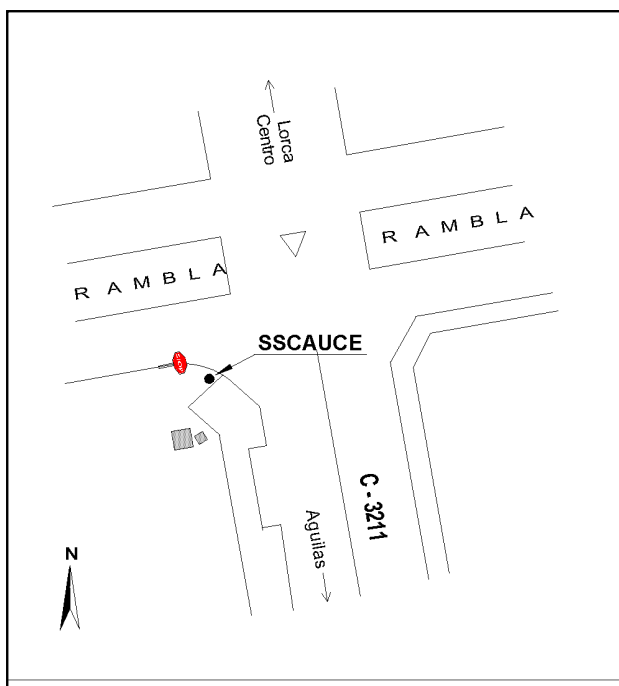 Lorca
Centro
R A M B L A
R A M B L A
SSCAUCE
C - 3211
Aguilas
N